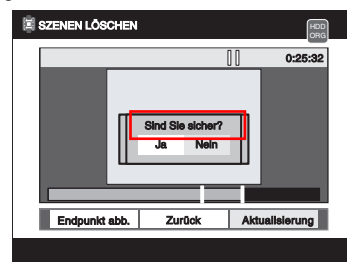 SZENEN LÖSCHEN
HDD
ORG
0:25:32
Sind Sie sicher?
Ja Nein
Endpunkt abb. Zurück Aktualisierung